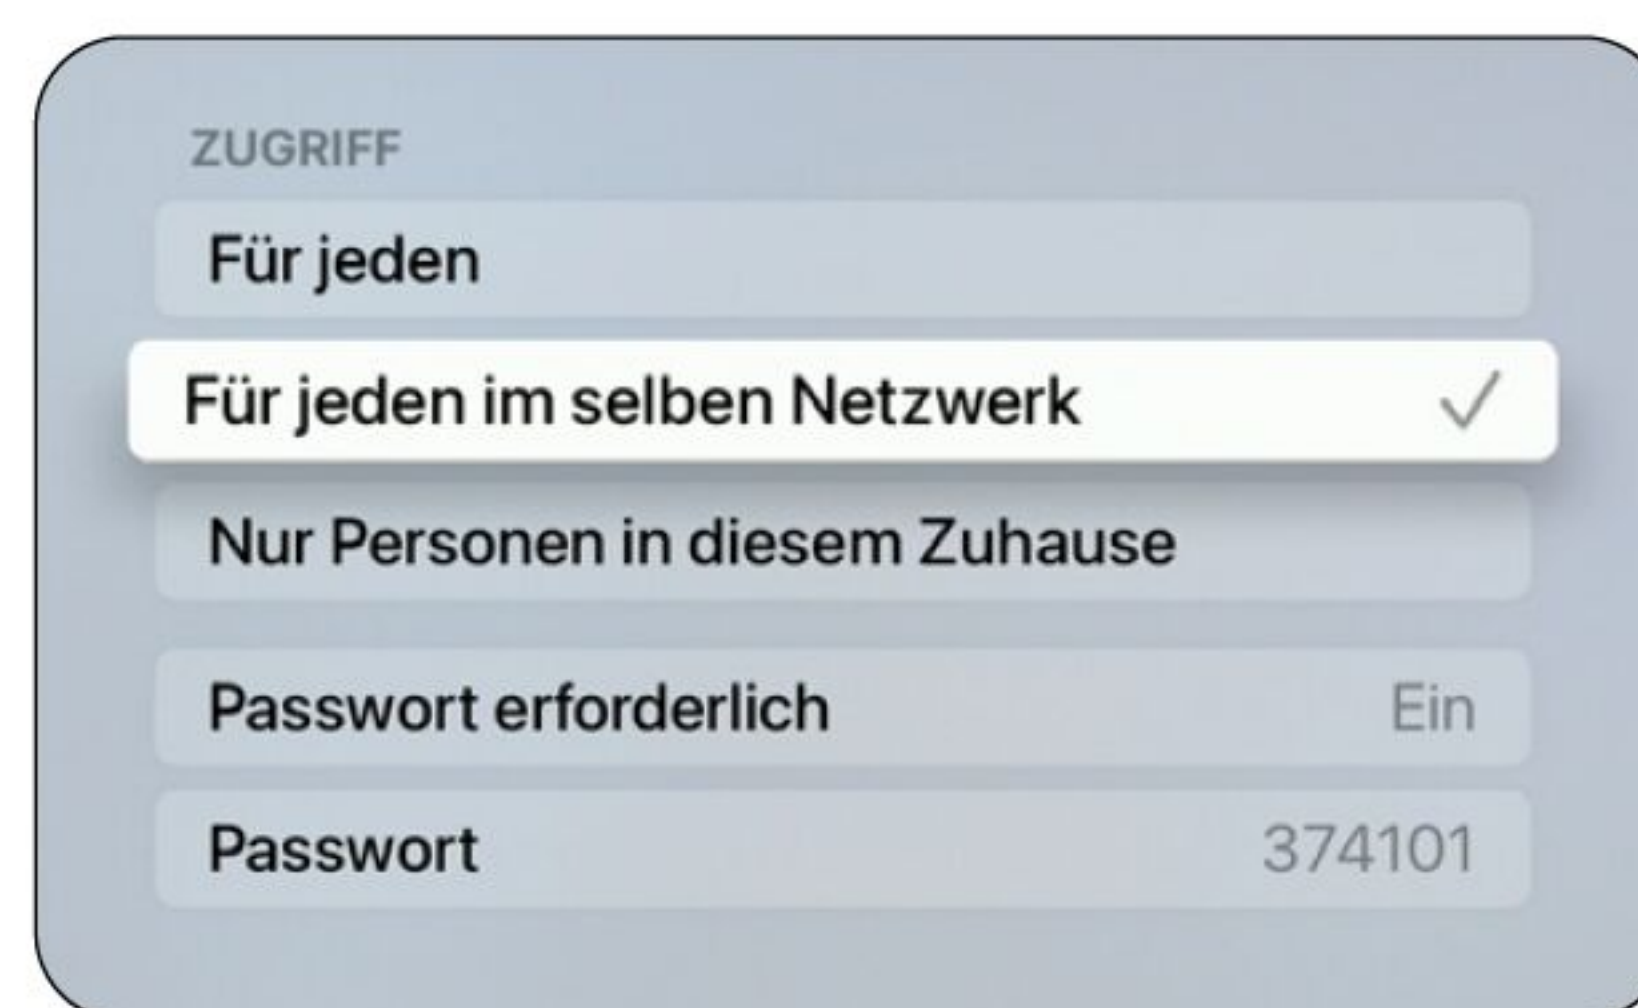 ZUGRIFF
Für jeden
Für jeden im selben Netzwerk
Nur Personen in diesem Zuhause
Passwort erforderlich Ein
Passwort 374101